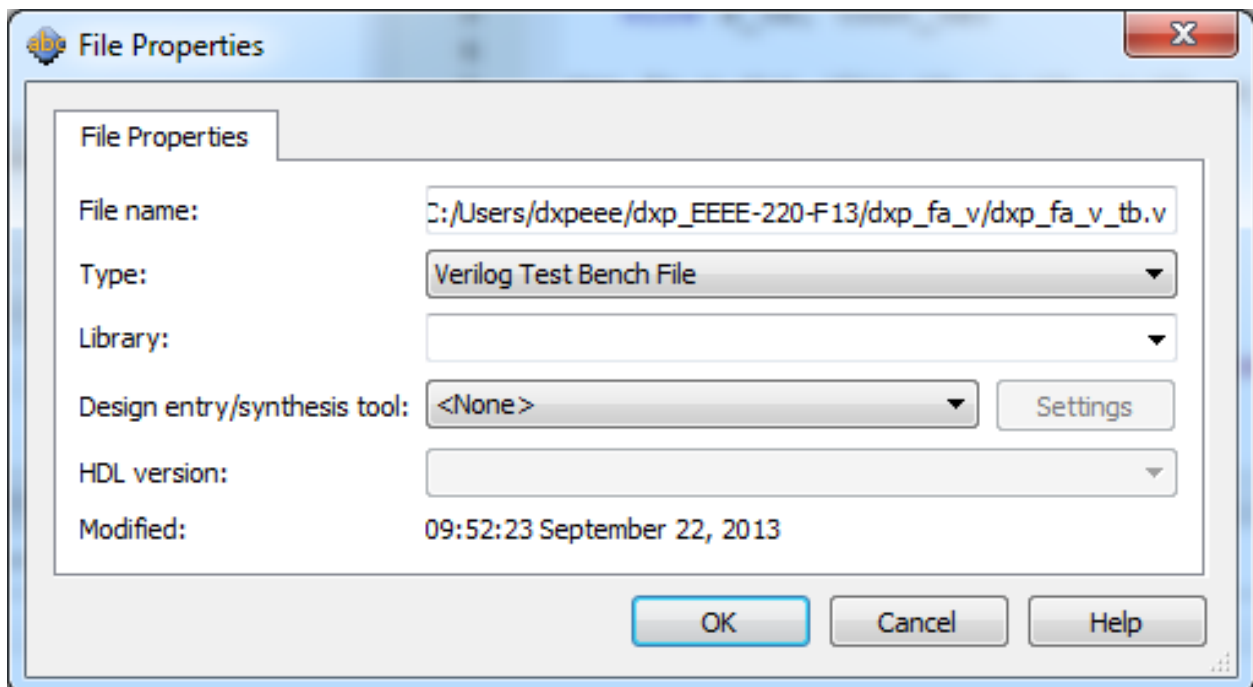 abc File Properties
File Properties
File name: C:/Users/dxpeee/dxp_EEEE-220-F13/dxp_fa_v/dxp_fa_v_tb.v
Type: Verilog Test Bench File
Library:
Design entry/synthesis tool: <None> Settings
HDL version:
Modified: 09:52:23 September 22, 2013
OK Cancel Help